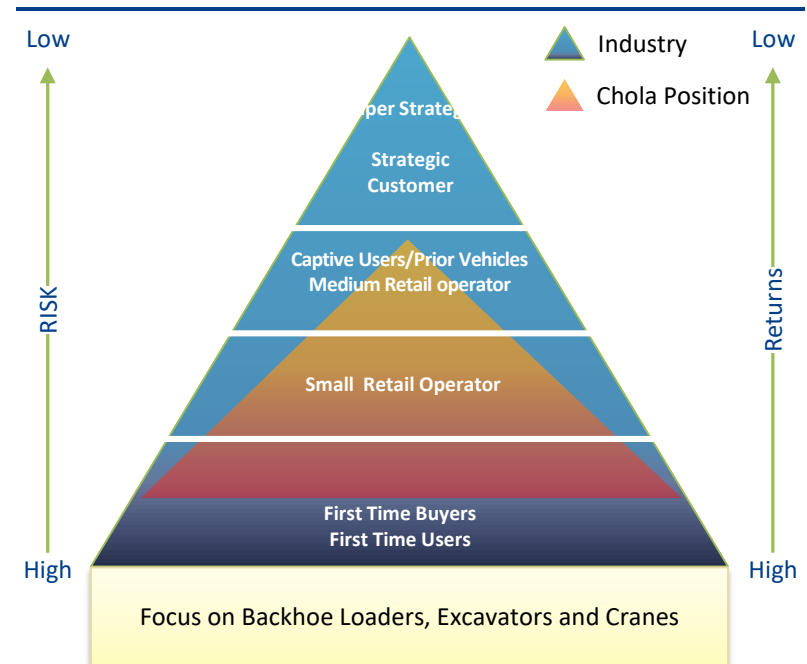 Low
Low
Industry
Chola Position
Strategic
Customer
Captive Users/Prior Vehicles
Medium Retail operator
RISK
Returns
Small  Retail Operator
First Time Buyers
First Time Users
High
High
Focus on Backhoe Loaders, Excavators and Cranes